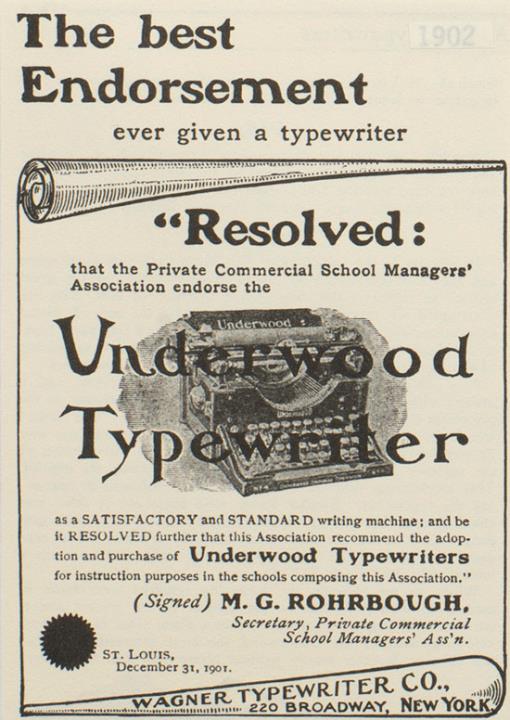 The best
1902
Endorsement
ever given a typewriter
"Resolved:
that the Private Commercial School Managers'
Association endorse the
Underwood
Underwood
Typewriter
as a SATISFACTORY and STANDARD writing machine; and be
it RESOLVED further that this Association recommend the adop-
tion and purchase of Underwood Typewriters
for instruction purposes in the schools composing this Association."
(Signed) M. G. ROHRBOUGH,
Secretary, Private Commercial
School Managers' Ass'n.
ST. LOUIS,
December 31, 1901.
WAGNER TYPEWRITER CO.,
220 BROADWAY, NEW YORK.